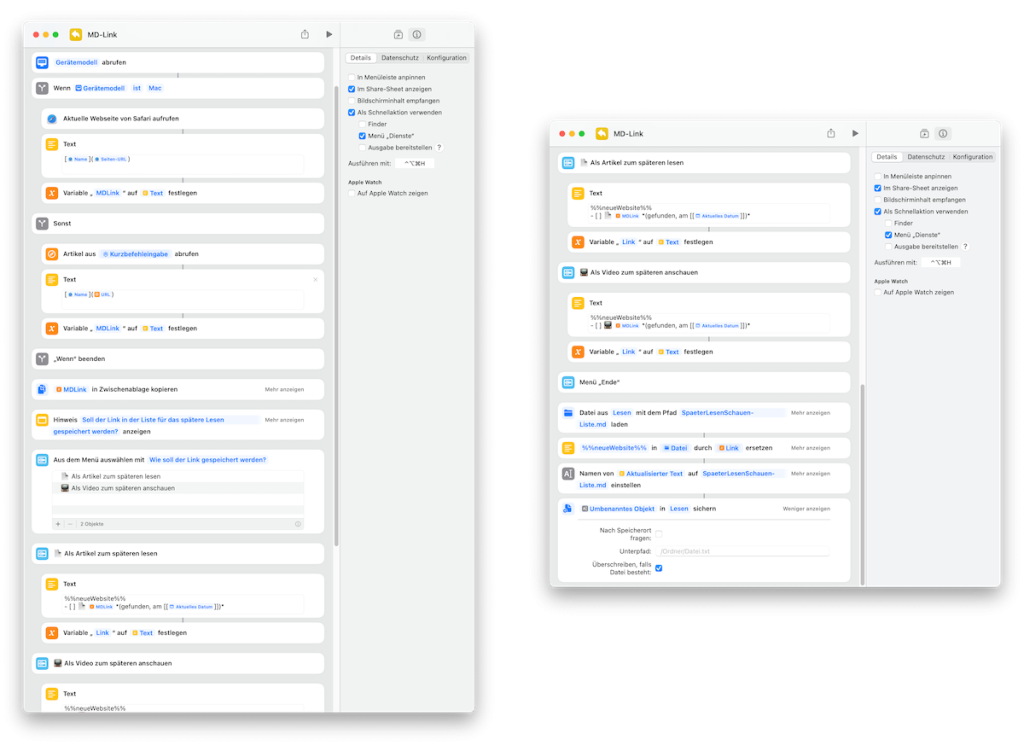 MD-Link
Details Datenschutz Konfiguration
Gerätemodell abrufen
Wenn Gerätemodell ist Mac
Aktuelle Webseite von Safari aufrufen
Text
[ Name ]( Seiten-URL )
Variable „ MDLink “ auf Text festlegen
Sonst
Artikel aus Kurzbefehleingabe abrufen
Text
[ Name ]( URL )
Variable „ MDLink “ auf Text festlegen
„Wenn“ beenden
MDLink in Zwischenablage kopieren Mehr anzeigen
Hinweis Soll der Link in der Liste für das spätere Lesen Mehr anzeigen
gespeichert werden? anzeigen
Aus dem Menü auswählen mit Wie soll der Link gespeichert werden?
Als Artikel zum späteren lesen
Als Video zum späteren anschauen
+ − 2 Objekte
Als Artikel zum späteren lesen
Text
%%neueWebsite%%
- [ ] MDLink *(gefunden, am [[ Aktuelles Datum ]])*
Variable „ Link “ auf Text festlegen
Als Video zum späteren anschauen
Text
%%neueWebsite%%
In Menüleiste anpinnen
Im Share-Sheet anzeigen
Bildschirminhalt empfangen
Als Schnellaktion verwenden
Finder
Menü „Dienste“
Ausgabe bereitstellen ?
Ausführen mit: ^⌥⌘H
Apple Watch
Auf Apple Watch zeigen
MD-Link
Details Datenschutz Konfiguration
Als Artikel zum späteren lesen
Text
%%neueWebsite%%
- [ ] MDLink *(gefunden, am [[ Aktuelles Datum ]])*
Variable „ Link “ auf Text festlegen
Als Video zum späteren anschauen
Text
%%neueWebsite%%
- [ ] MDLink *(gefunden, am [[ Aktuelles Datum ]])*
Variable „ Link “ auf Text festlegen
Menü „Ende“
Datei aus Lesen mit dem Pfad SpaeterLesenSchauen- Mehr anzeigen
Liste.md laden
%%neueWebsite%% in Datei durch Link ersetzen Mehr anzeigen
Namen von Aktualisierter Text auf SpaeterLesenSchauen- Mehr anzeigen
Liste.md einstellen
Umbenanntes Objekt in Lesen sichern Weniger anzeigen
Nach Speicherort
fragen:
Unterpfad: /Ordner/Datei.txt
Überschreiben, falls
Datei besteht:
In Menüleiste anpinnen
Im Share-Sheet anzeigen
Bildschirminhalt empfangen
Als Schnellaktion verwenden
Finder
Menü „Dienste“
Ausgabe bereitstellen ?
Ausführen mit: ^⌥⌘H
Apple Watch
Auf Apple Watch zeigen